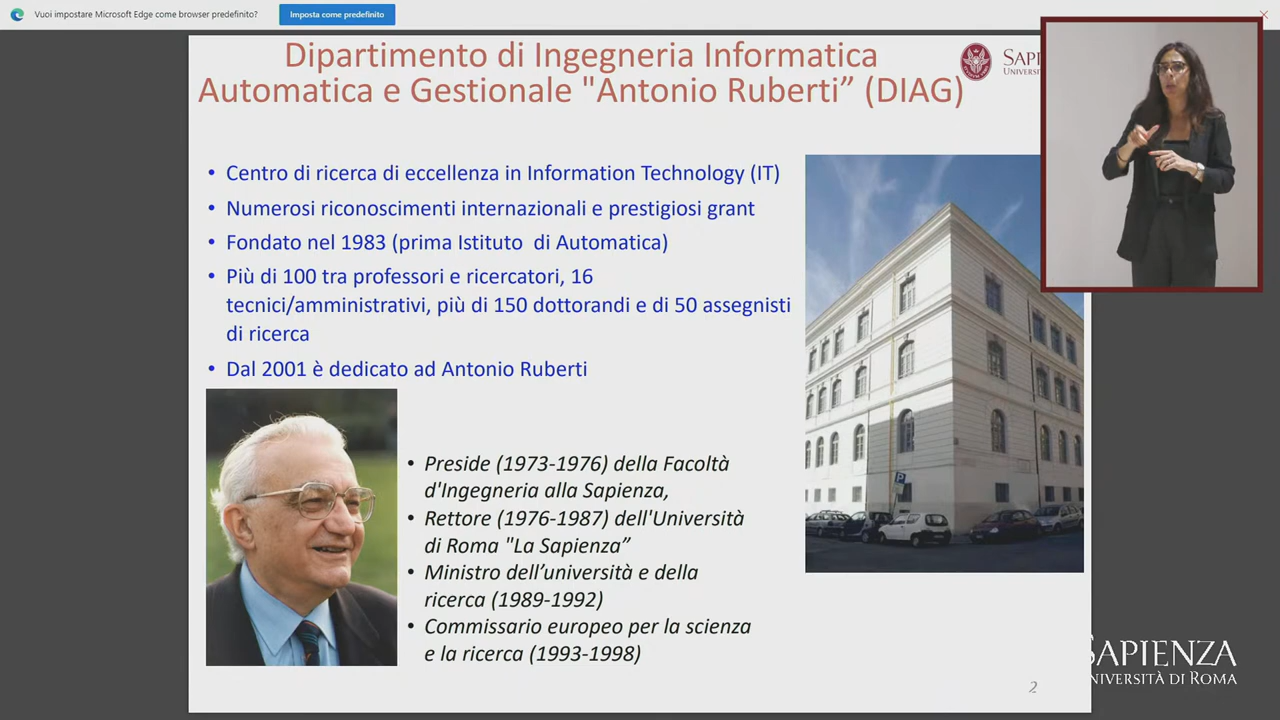 Vuoi impostare Microsoft Edge come browser predefinito?
Imposta come predefinito
Dipartimento di Ingegneria Informatica
Automatica e Gestionale "Antonio Ruberti” (DIAG)
• Centro di ricerca di eccellenza in Information Technology (IT)
• Numerosi riconoscimenti internazionali e prestigiosi grant
• Fondato nel 1983 (prima Istituto di Automatica)
• Più di 100 tra professori e ricercatori, 16
tecnici/amministrativi, più di 150 dottorandi e di 50 assegnisti
di ricerca
• Dal 2001 è dedicato ad Antonio Ruberti
• Preside (1973-1976) della Facoltà
d'Ingegneria alla Sapienza,
• Rettore (1976-1987) dell'Università
di Roma "La Sapienza”
• Ministro dell’università e della
ricerca (1989-1992)
• Commissario europeo per la scienza
e la ricerca (1993-1998)
P
2
SAPIENZA
UNIVERSITÀ DI ROMA